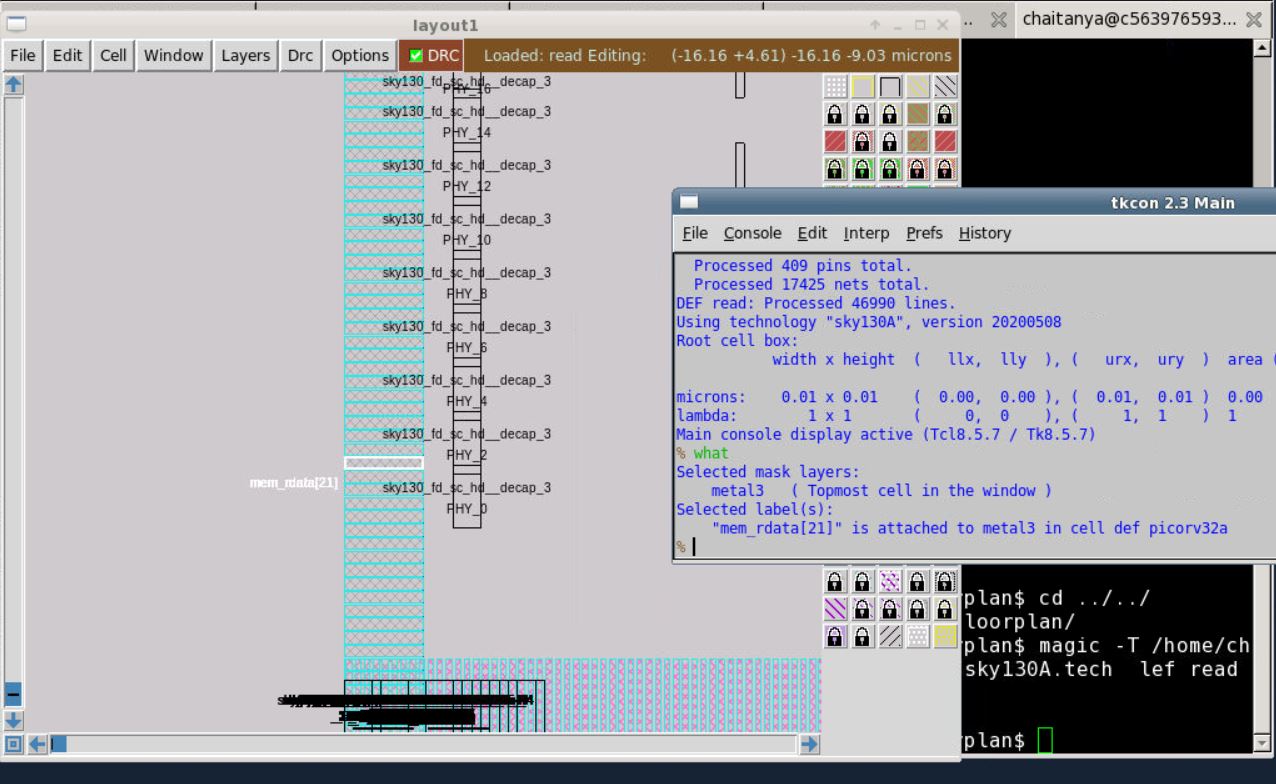 layout1
.. chaitanya@c563976593...
File Edit Cell Window Layers Drc Options DRC Loaded: read Editing: (-16.16 +4.61) -16.16 -9.03 microns
sky130_fd_sc_hd__decap_3
PHY_16
sky130_fd_sc_hd__decap_3
PHY_14
sky130_fd_sc_hd__decap_3
PHY_12
sky130_fd_sc_hd__decap_3
PHY_10
sky130_fd_sc_hd__decap_3
PHY_8
sky130_fd_sc_hd__decap_3
PHY_6
sky130_fd_sc_hd__decap_3
PHY_4
sky130_fd_sc_hd__decap_3
PHY_2
mem_rdata[21]
sky130_fd_sc_hd__decap_3
PHY_0
tkcon 2.3 Main
File Console Edit Interp Prefs History
Processed 409 pins total.
Processed 17425 nets total.
DEF read: Processed 46990 lines.
Using technology "sky130A", version 20200508
Root cell box:
width x height ( llx, lly ), ( urx, ury ) area (
microns: 0.01 x 0.01 ( 0.00, 0.00 ), ( 0.01, 0.01 ) 0.00
lambda: 1 x 1 ( 0, 0 ), ( 1, 1 ) 1
Main console display active (Tcl8.5.7 / Tk8.5.7)
% what
Selected mask layers:
metal3 ( Topmost cell in the window )
Selected label(s):
"mem_rdata[21]" is attached to metal3 in cell def picorv32a
%
rplan$ cd ../../
loorplan/
rplan$ magic -T /home/ch
sky130A.tech lef read
rplan$